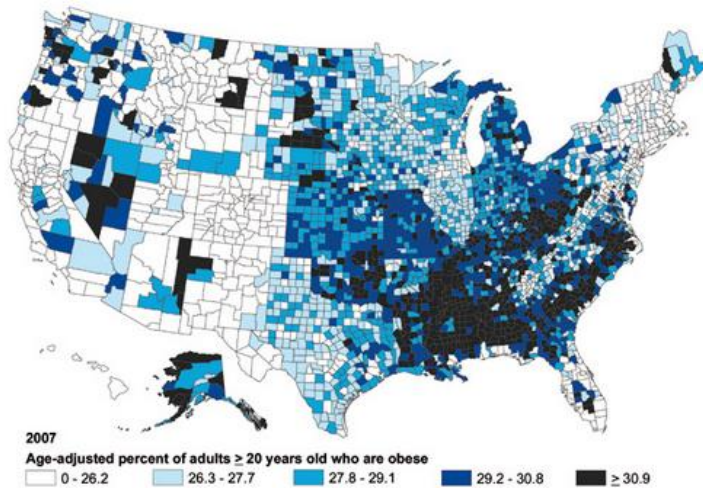 2007
Age-adjusted percent of adults ≥ 20 years old who are obese
0 - 26.2 26.3 - 27.7 27.8 - 29.1 29.2 - 30.8 ≥ 30.9